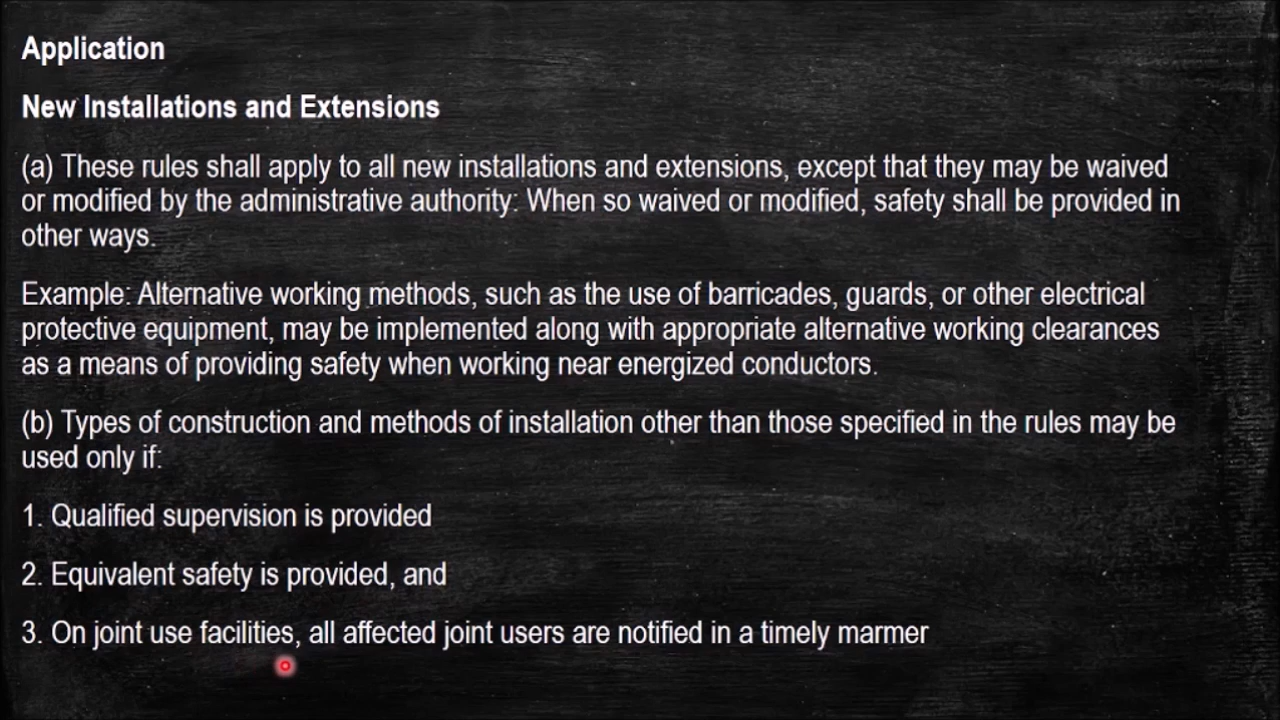 Application
New Installations and Extensions
(a) These rules shall apply to all new installations and extensions, except that they may be waived
or modified by the administrative authority: When so waived or modified, safety shall be provided in
other ways.
Example: Alternative working methods, such as the use of barricades, guards, or other electrical
protective equipment, may be implemented along with appropriate alternative working clearances
as a means of providing safety when working near energized conductors.
(b) Types of construction and methods of installation other than those specified in the rules may be
used only if:
1. Qualified supervision is provided
2. Equivalent safety is provided, and
3. On joint use facilities, all affected joint users are notified in a timely marmer